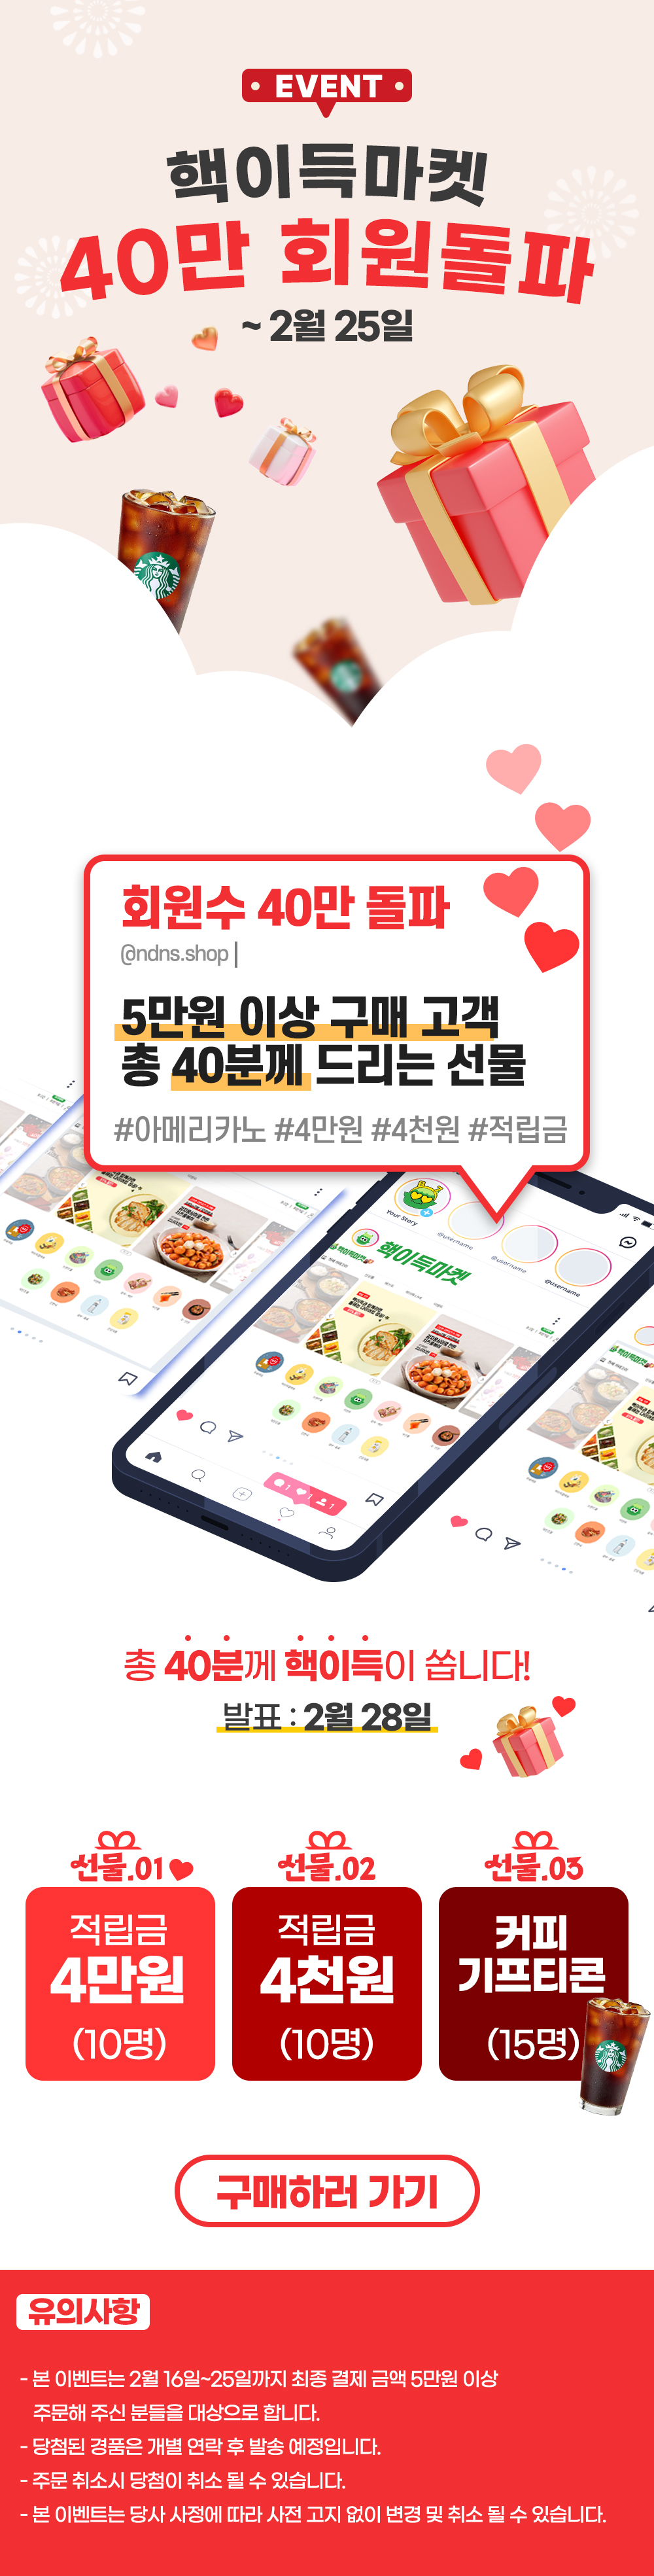 EVENT
핵이득마켓
40만 회원돌파
~ 2월 25일
회원수 40만 돌파
@ndns.shop
5만원 이상 구매 고객
총 40분께 드리는 선물
#아메리카노 #4만원 #4천원 #적립금
Your Story
@username
@username
@username
핵이득마켓
총 40분께 핵이득이 쏩니다!
발표 : 2월 28일
선물.01
적립금
4만원
(10명)
선물.02
적립금
4천원
(10명)
선물.03
커피
기프티콘
(15명)
구매하러 가기
유의사항
- 본 이벤트는 2월 16일~25일까지 최종 결제 금액 5만원 이상
주문해 주신 분들을 대상으로 합니다.
- 당첨된 경품은 개별 연락 후 발송 예정입니다.
- 주문 취소시 당첨이 취소 될 수 있습니다.
- 본 이벤트는 당사 사정에 따라 사전 고지 없이 변경 및 취소 될 수 있습니다.